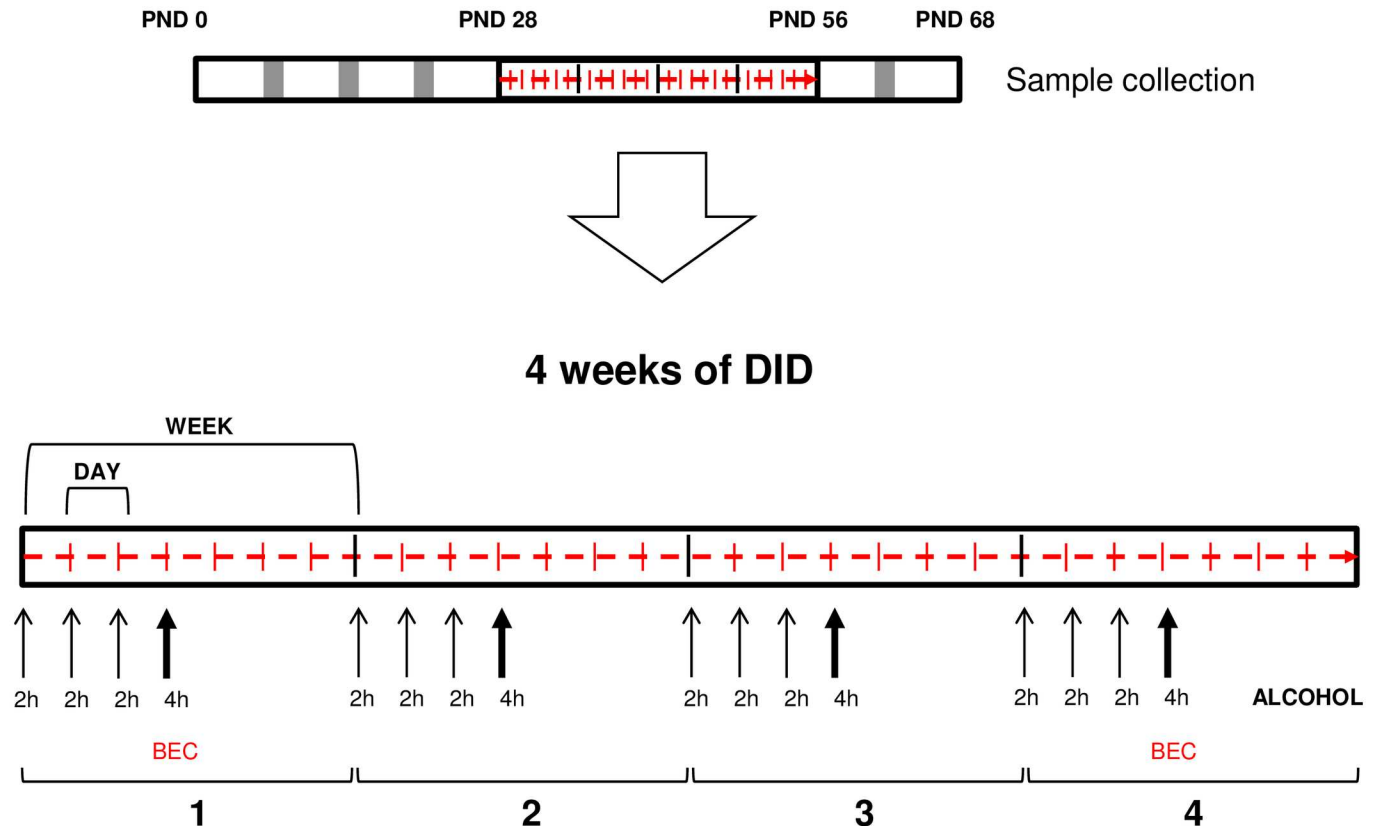 PND 0 PND 28 PND 56 PND 68
Sample collection
4 weeks of DID
WEEK
DAY
2h 2h 2h 4h 2h 2h 2h 4h 2h 2h 2h 4h 2h 2h 2h 4h ALCOHOL
BEC BEC
1 2 3 4